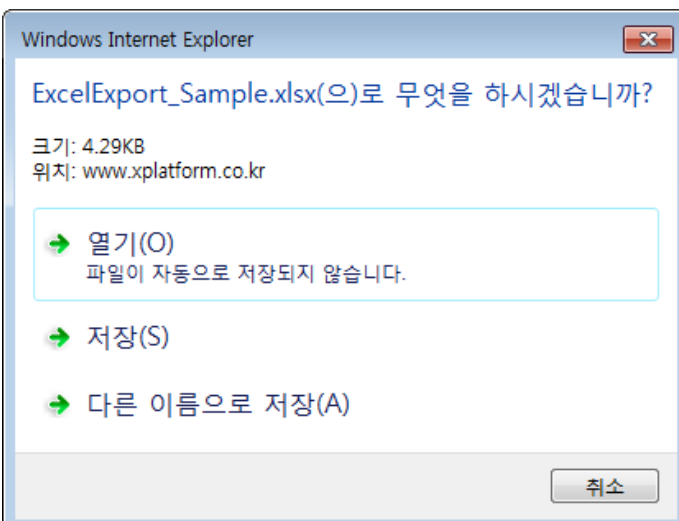 Windows Internet Explorer
ExcelExport_Sample.xlsx(으)로 무엇을 하시겠습니까?
크기: 4.29KB
위치: www.xplatform.co.kr
열기(O)
파일이 자동으로 저장되지 않습니다.
저장(S)
다른 이름으로 저장(A)
취소